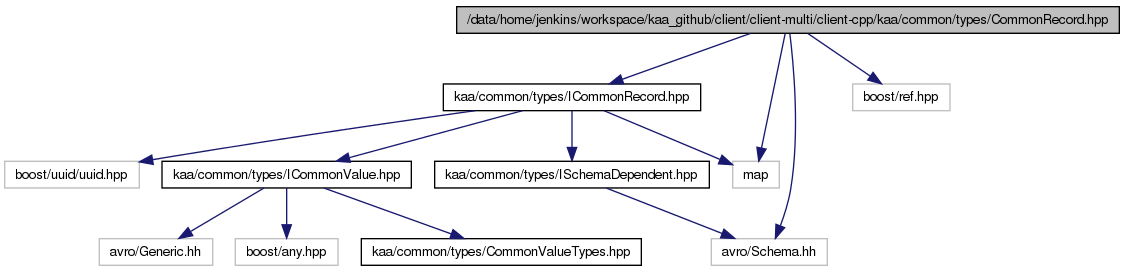 /data/home/jenkins/workspace/kaa_github/client/client-multi/client-cpp/kaa/common/types/CommonRecord.hpp
kaa/common/types/ICommonRecord.hpp
boost/ref.hpp
boost/uuid/uuid.hpp
kaa/common/types/ICommonValue.hpp
kaa/common/types/ISchemaDependent.hpp
map
avro/Generic.hh
boost/any.hpp
kaa/common/types/CommonValueTypes.hpp
avro/Schema.hh